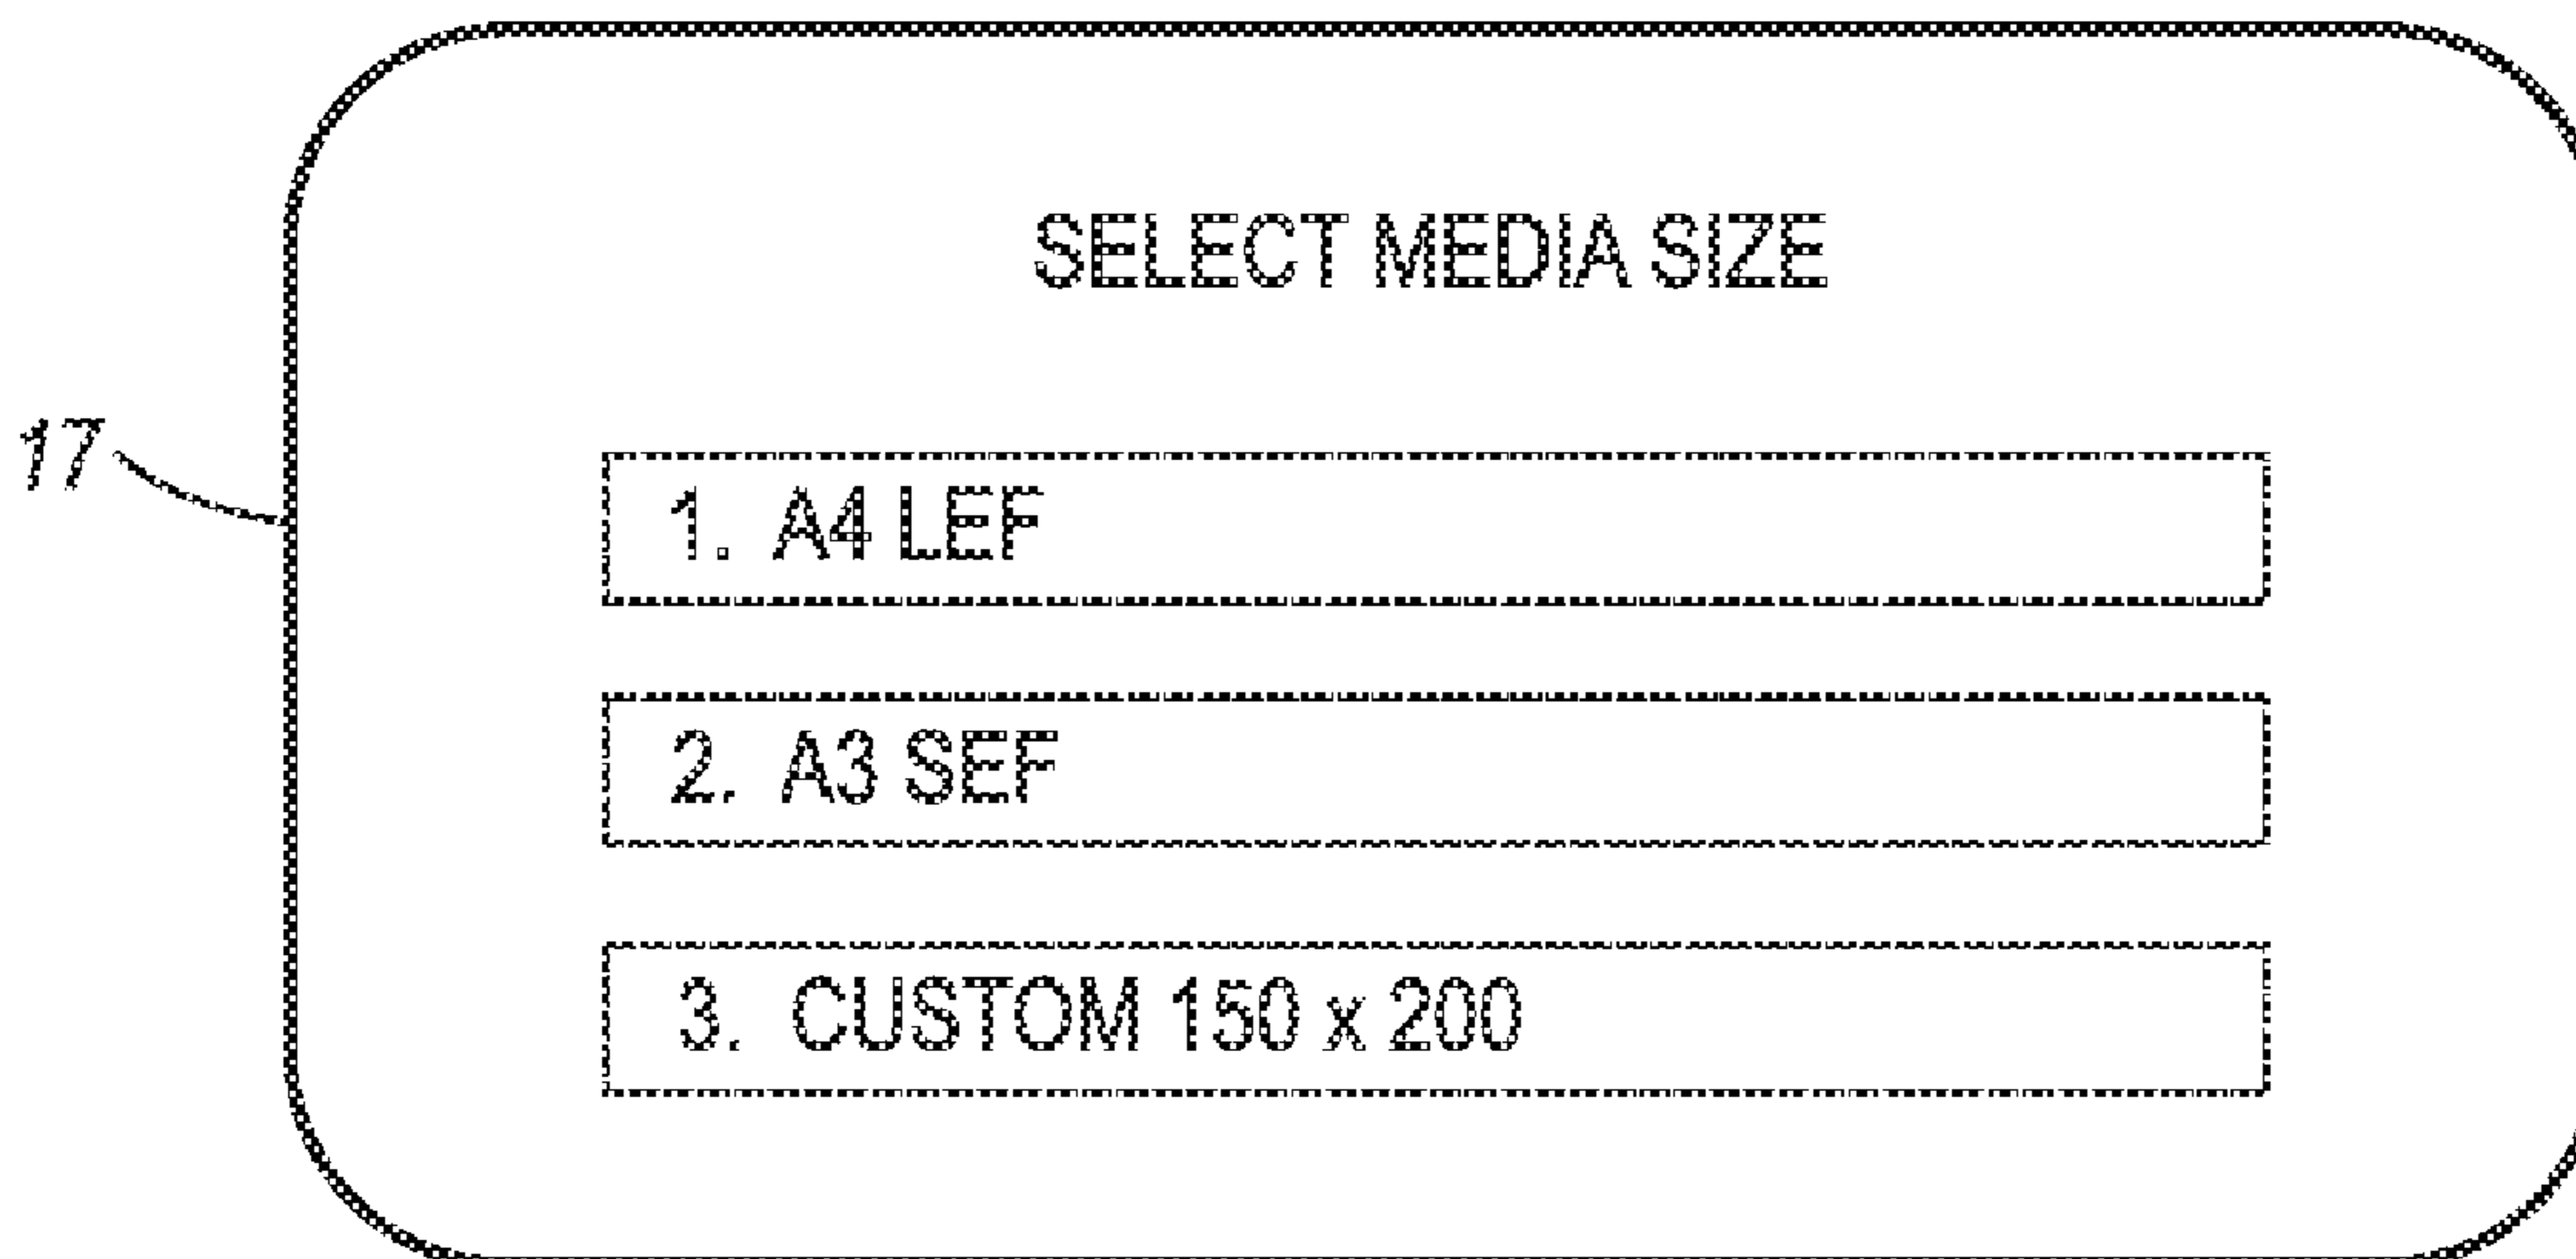 SELECT MEDIA SIZE
17
1. A4 LEF
2. A3 SEF
3. CUSTOM 150 x 200